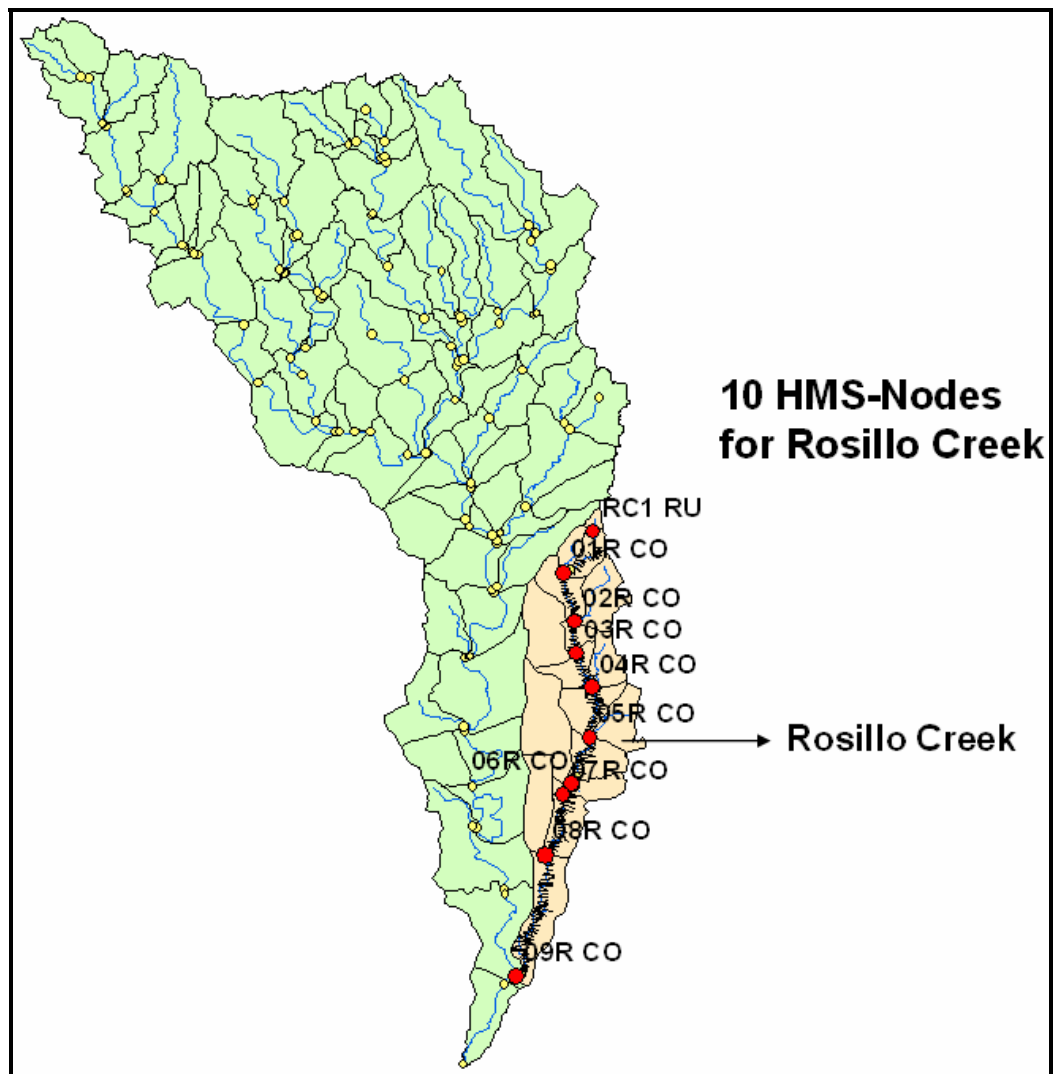 10 HMS-Nodes
for Rosillo Creek
RC1 RU
01R CO
02R CO
03R CO
04R CO
05R CO
Rosillo Creek
06R CO
07R CO
08R CO
09R CO